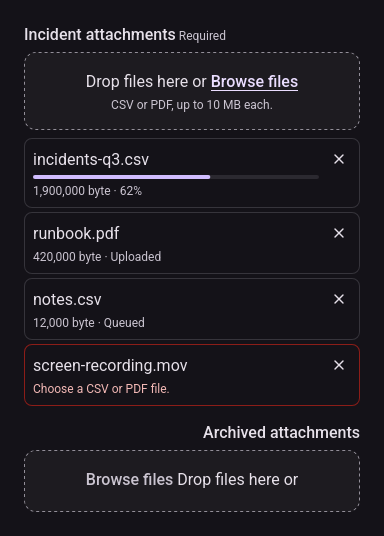 Incident attachments Required
Drop files here or Browse files
CSV or PDF, up to 10 MB each.
incidents-q3.csv
1,900,000 byte · 62%
runbook.pdf
420,000 byte · Uploaded
notes.csv
12,000 byte · Queued
screen-recording.mov
Choose a CSV or PDF file.
Archived attachments
Browse files Drop files here or